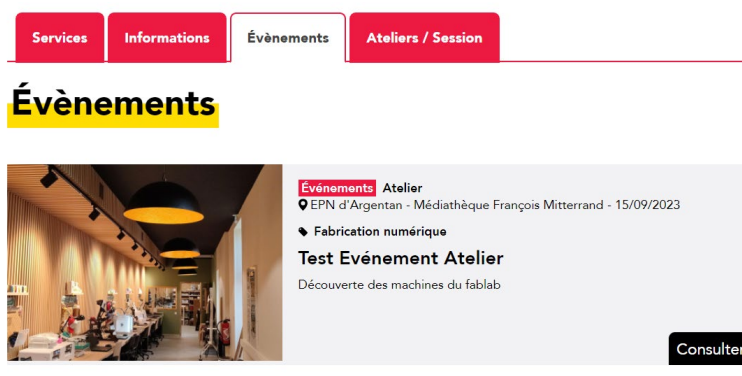 Services Informations Évènements Ateliers / Session
Évènements
Événements Atelier
EPN d'Argentan - Médiathèque François Mitterrand - 15/09/2023
Fabrication numérique
Test Evénement Atelier
Découverte des machines du fablab
Consulter